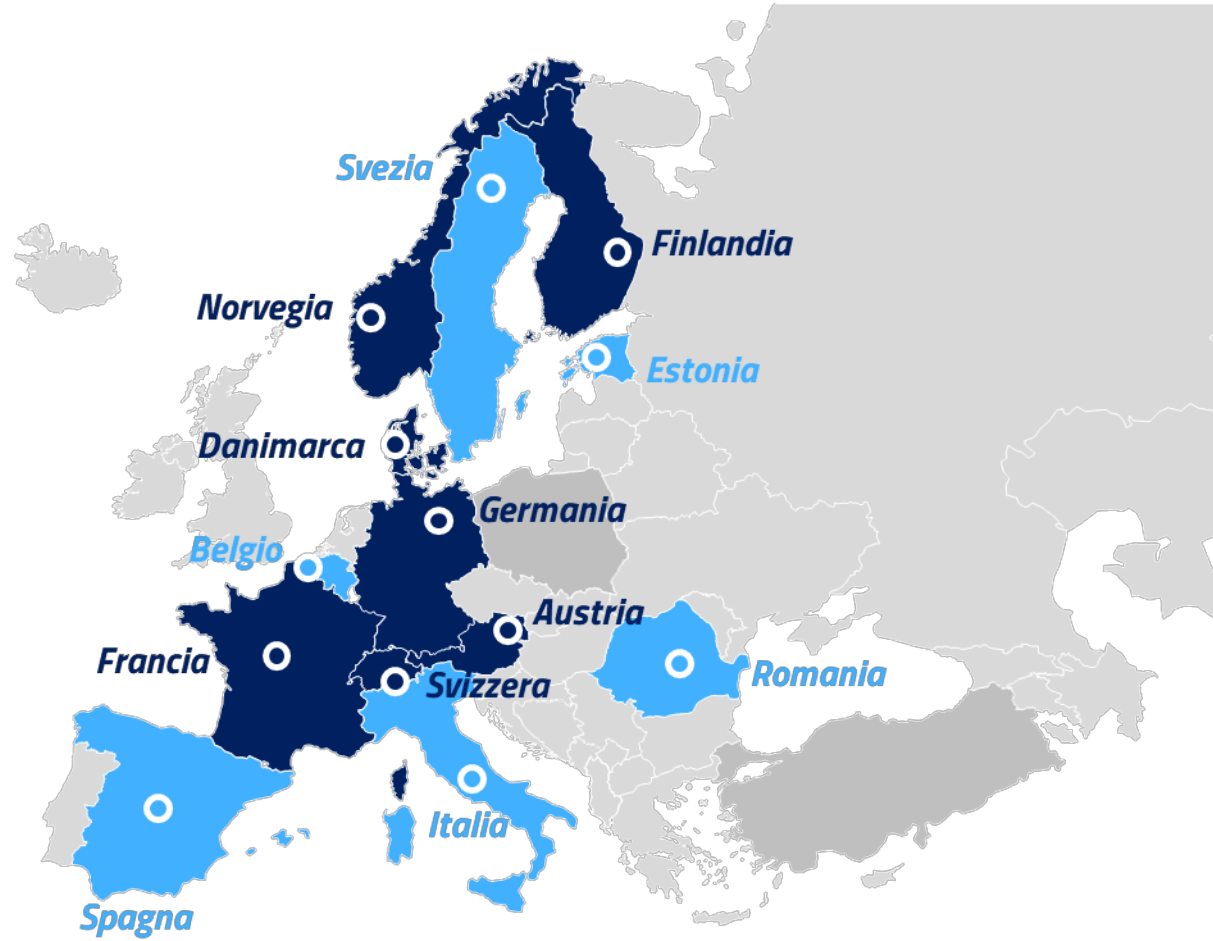 Svezia
Finlandia
Norvegia
Estonia
Danimarca
Germania
Belgio
Austria
Francia
Svizzera
Romania
Italia
Spagna